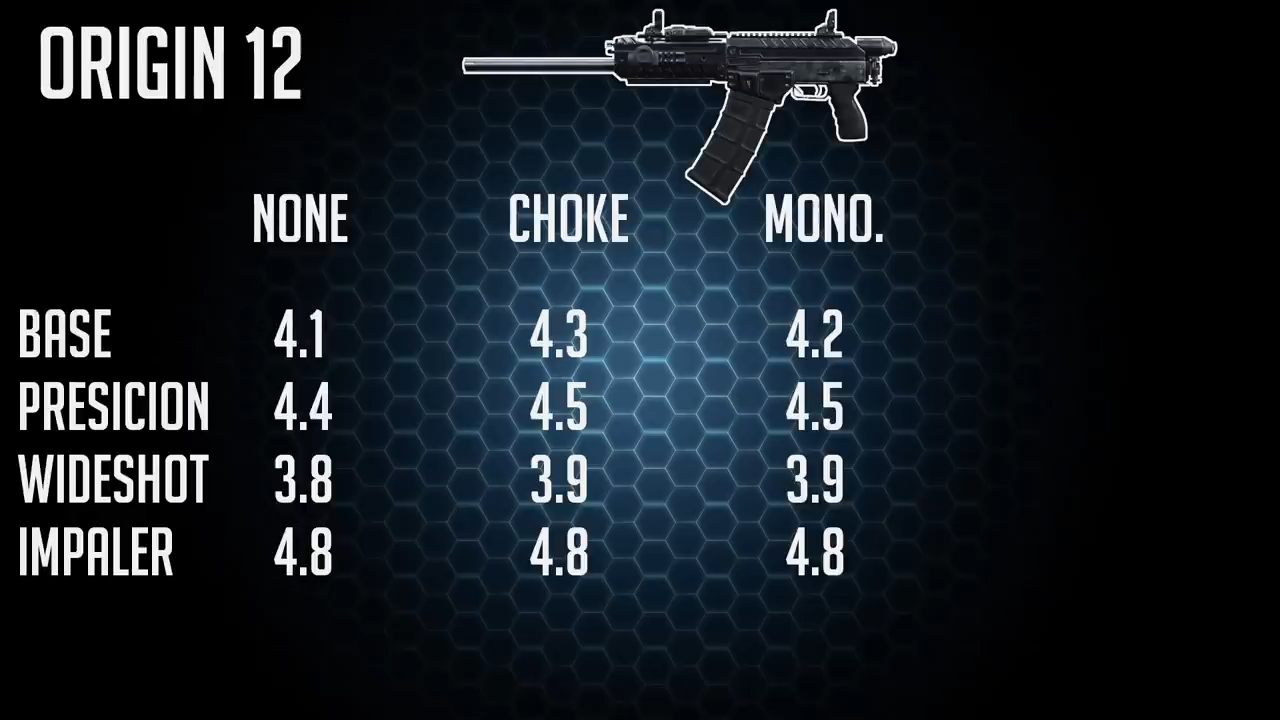 ORIGIN 12
NONE CHOKE MONO.
BASE 4.1 4.3 4.2
PRESICION 4.4 4.5 4.5
WIDESHOT 3.8 3.9 3.9
IMPALER 4.8 4.8 4.8